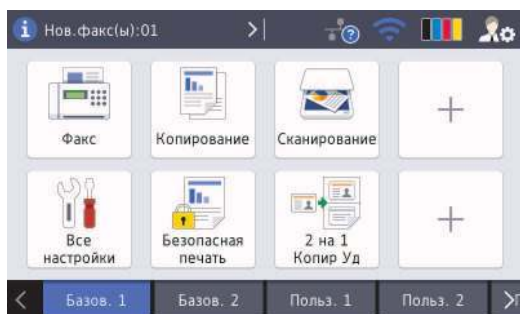 Нов.факс(ы):01
Факс
Копирование
Сканирование
Все
настройки
Безопасная
печать
2 на 1
Копир Уд
Базов. 1
Базов. 2
Польз. 1
Польз. 2